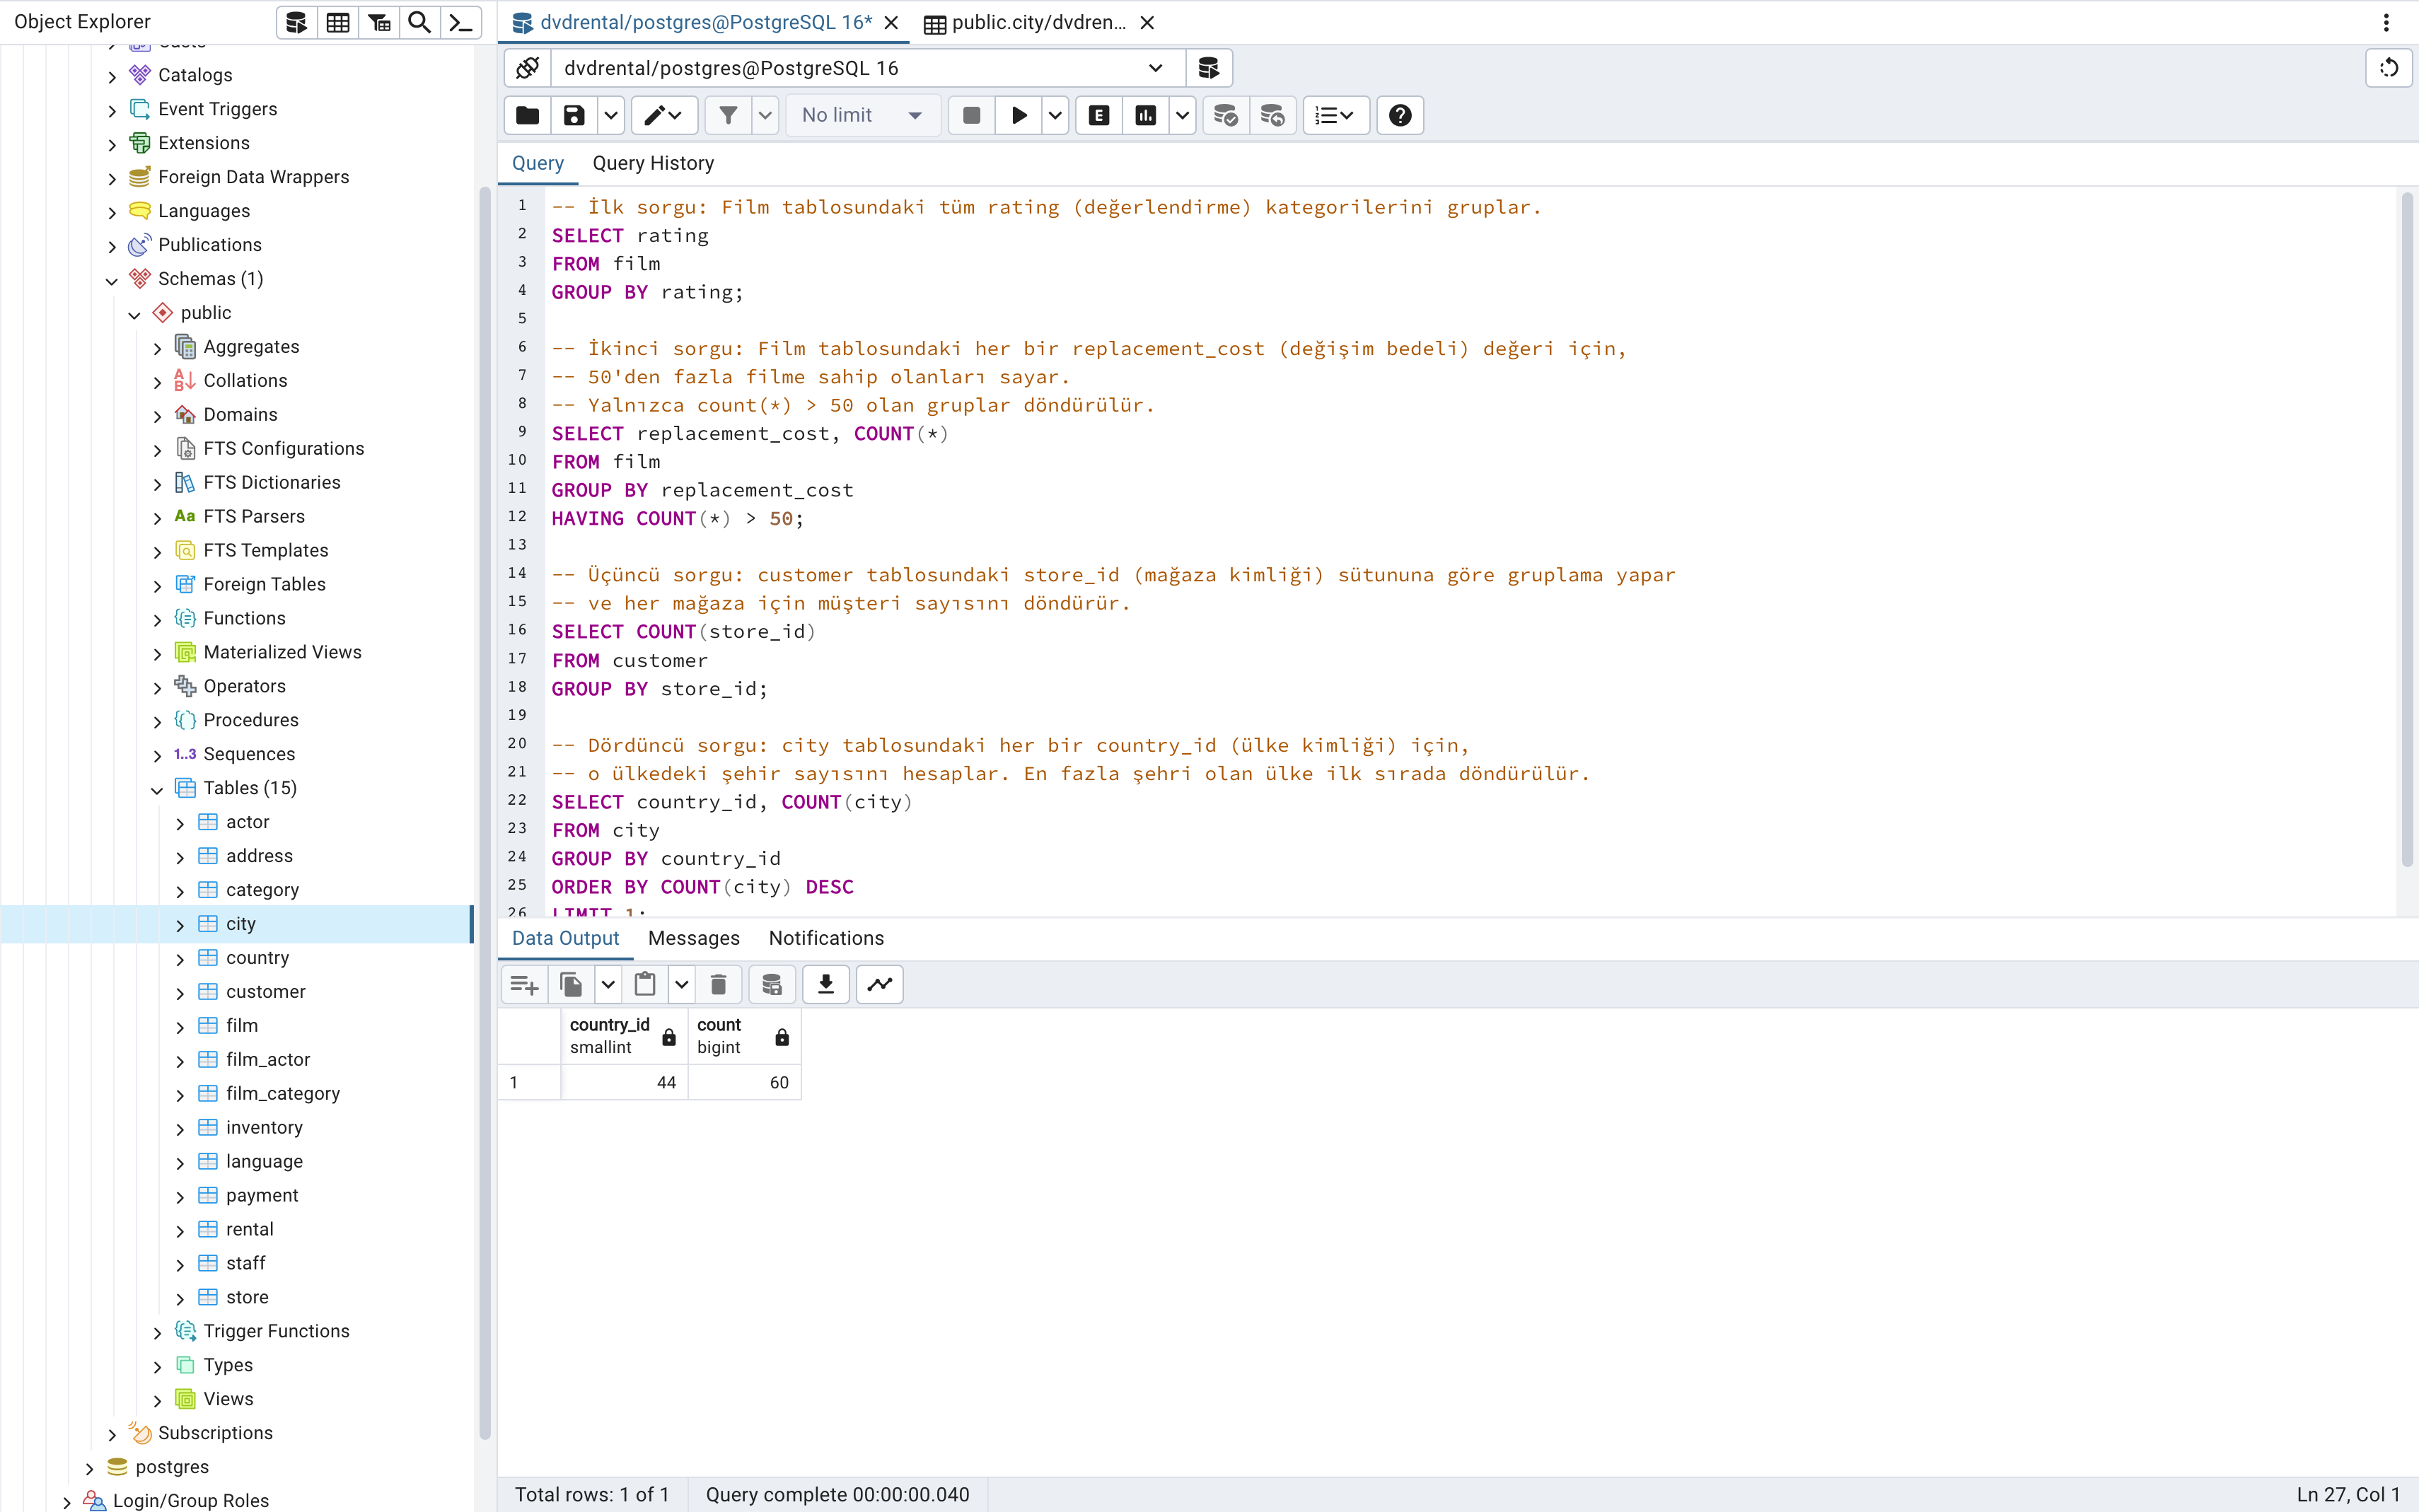 Object Explorer
Catalogs
Event Triggers
Extensions
Foreign Data Wrappers
Languages
Publications
Schemas (1)
public
Aggregates
Collations
Domains
FTS Configurations
FTS Dictionaries
Aa FTS Parsers
FTS Templates
Foreign Tables
Functions
Materialized Views
Operators
Procedures
1..3 Sequences
Tables (15)
actor
address
category
city
country
customer
film
film_actor
film_category
inventory
language
payment
rental
staff
store
Trigger Functions
Types
Views
Subscriptions
postgres
Login/Group Roles
dvdrental/postgres@PostgreSQL 16*
public.city/dvdren...
dvdrental/postgres@PostgreSQL 16
No limit
E
Query Query History
1 -- İlk sorgu: Film tablosundaki tüm rating (değerlendirme) kategorilerini gruplar.
2 SELECT rating
3 FROM film
4 GROUP BY rating;
5
6 -- İkinci sorgu: Film tablosundaki her bir replacement_cost (değişim bedeli) değeri için,
7 -- 50'den fazla filme sahip olanları sayar.
8 -- Yalnızca count(*) > 50 olan gruplar döndürülür.
9 SELECT replacement_cost, COUNT(*)
10 FROM film
11 GROUP BY replacement_cost
12 HAVING COUNT(*) > 50;
13
14 -- Üçüncü sorgu: customer tablosundaki store_id (mağaza kimliği) sütununa göre gruplama yapar
15 -- ve her mağaza için müşteri sayısını döndürür.
16 SELECT COUNT(store_id)
17 FROM customer
18 GROUP BY store_id;
19
20 -- Dördüncü sorgu: city tablosundaki her bir country_id (ülke kimliği) için,
21 -- o ülkedeki şehir sayısını hesaplar. En fazla şehri olan ülke ilk sırada döndürülür.
22 SELECT country_id, COUNT(city)
23 FROM city
24 GROUP BY country_id
25 ORDER BY COUNT(city) DESC
26 LIMIT 1;
Data Output Messages Notifications
country_id count
smallint bigint
1 44 60
Total rows: 1 of 1 Query complete 00:00:00.040 Ln 27, Col 1